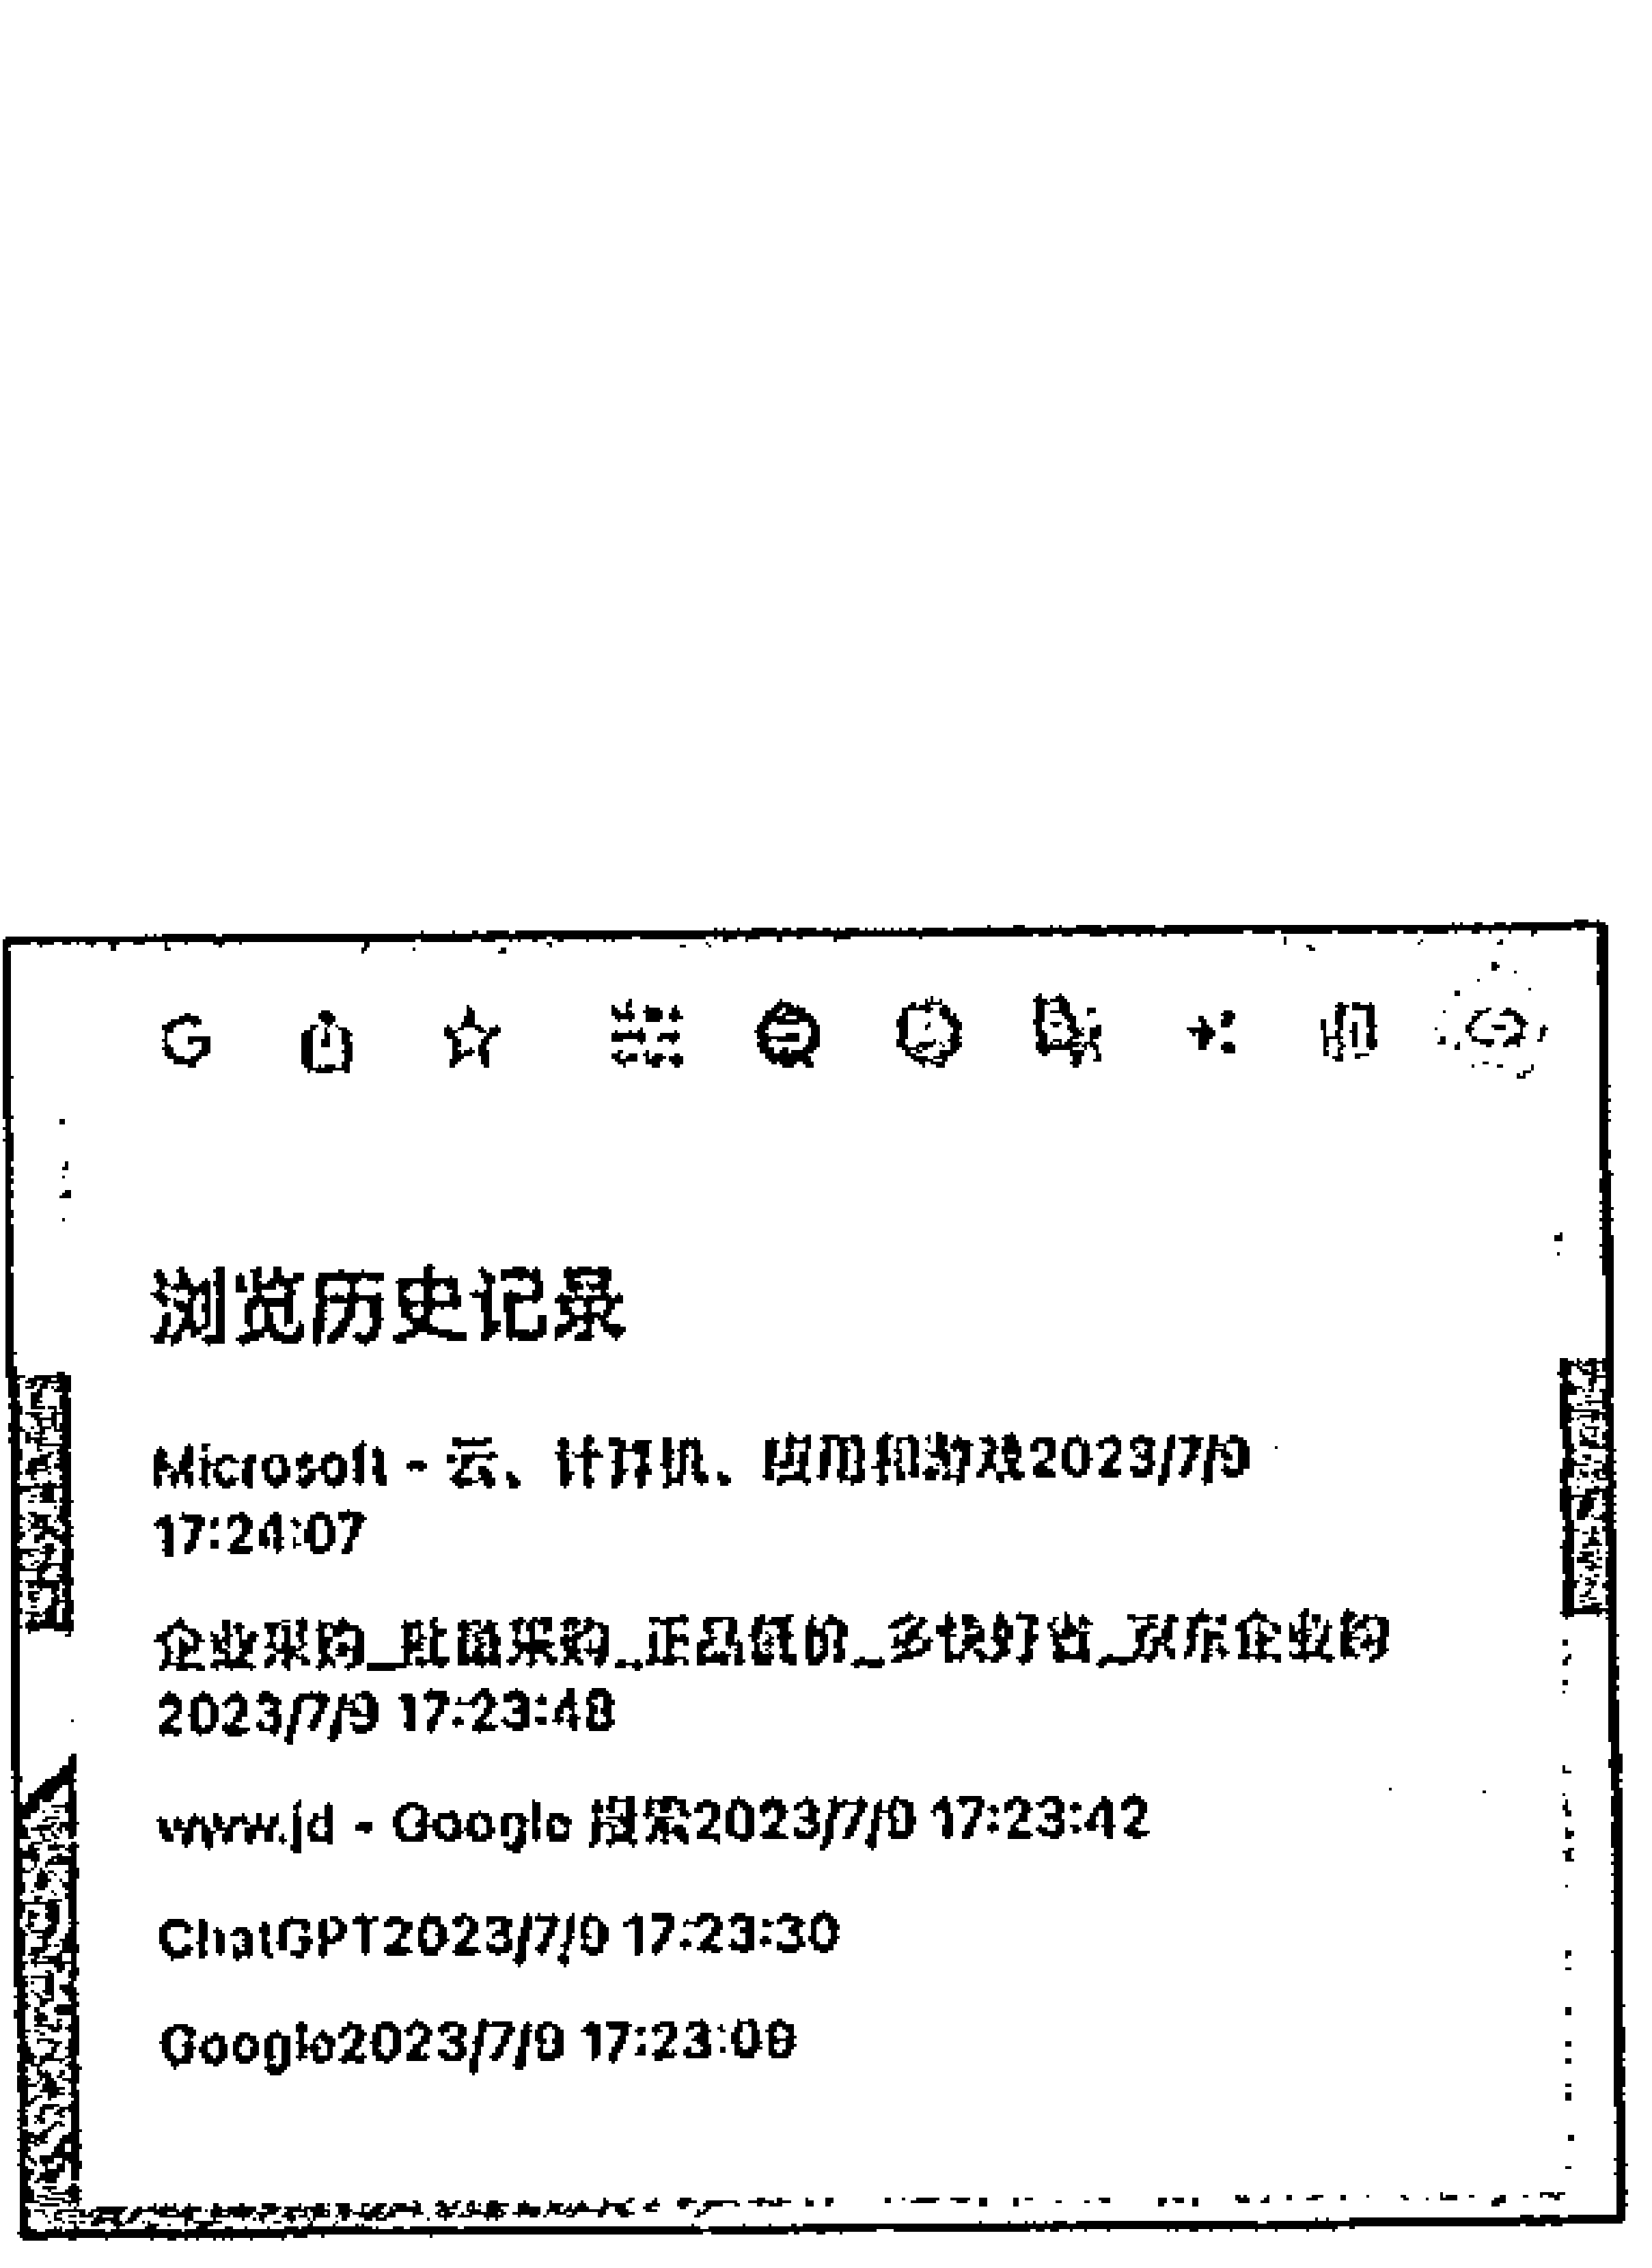 浏览历史记录
Microsoft - 云、计算机、应用和游戏2023/7/9
17:24:07
企业采购_批量采购_正品低价_多快好省_京东企业购
2023/7/9 17:23:48
www.jd - Google 搜索2023/7/9 17:23:42
ChatGPT2023/7/9 17:23:30
Google2023/7/9 17:23:08